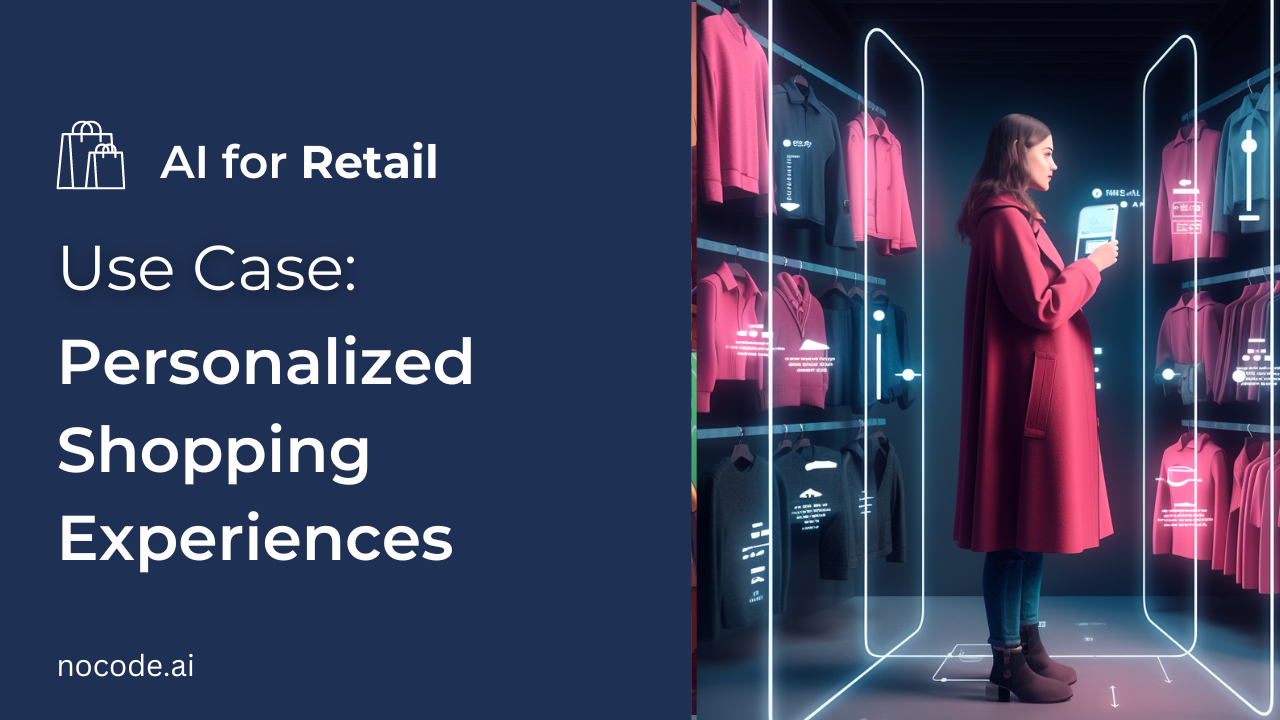 AI for Retail
Use Case:
Personalized
Shopping
Experiences
nocode.ai